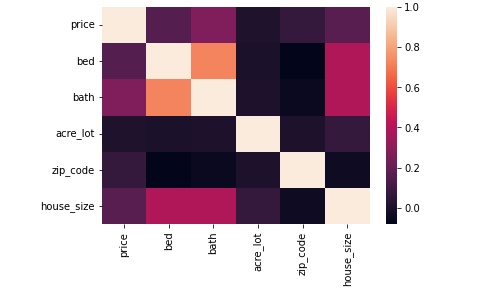 price
bed
bath
acre_lot
zip_code
house_size
price
bed
bath
acre_lot
zip_code
house_size
1.0
0.8
0.6
0.4
0.2
0.0